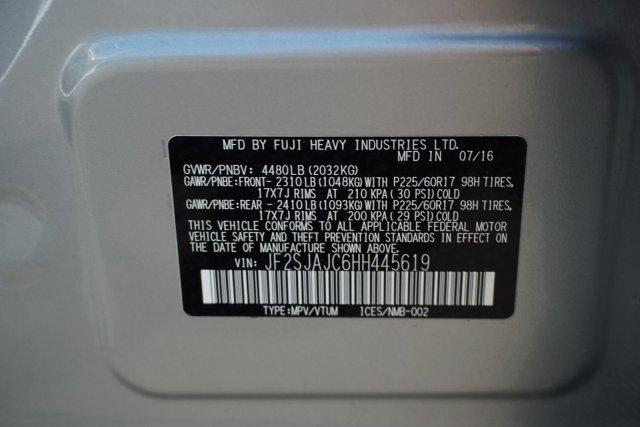 MFD BY FUJI HEAVY INDUSTRIES LTD.
MFD IN 07/16
GVWR/PNBV: 4480LB (2032KG)
GAWR/PNBE:FRONT-2310LB (1048KG) WITH P225/60R17 98H TIRES,
17X7J RIMS AT 210 KPA (30 PSI) COLD
GAWR/PNBE:REAR - 2410LB (1093KG) WITH P225/60R17 98H TIRES,
17X7J RIMS AT 200 KPA (29 PSI) COLD
THIS VEHICLE CONFORMS TO ALL APPLICABLE FEDERAL MOTOR
VEHICLE SAFETY AND THEFT PREVENTION STANDARDS IN EFFECT
ON THE DATE OF MANUFACTURE SHOWN ABOVE.
VIN: JF2SJAJC6HH445619
TYPE:MPV/VTUM ICES/NMB-002